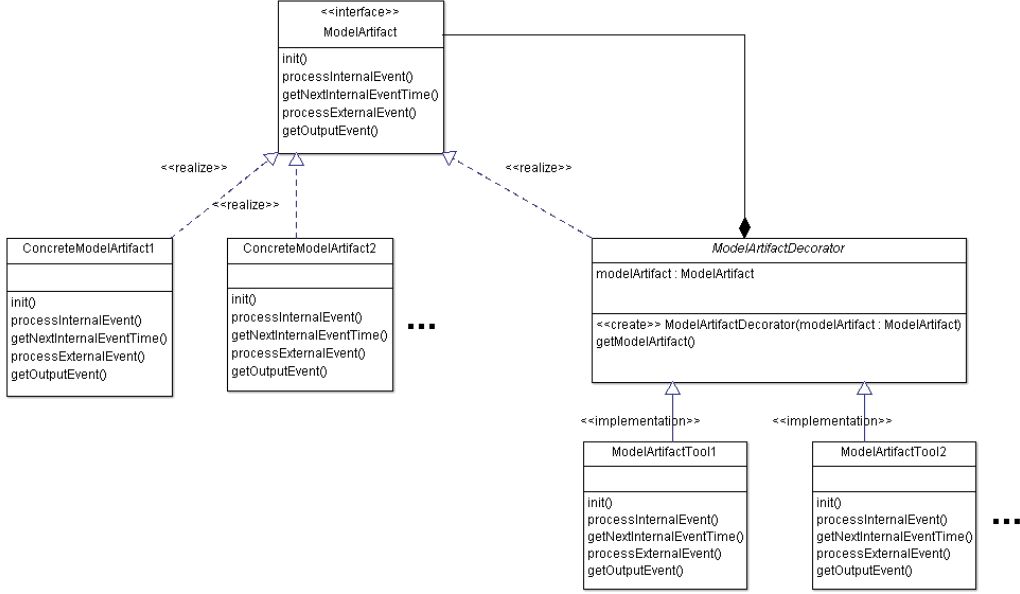 <<interface>>
ModelArtifact
init()
processInternalEvent()
getNextInternalEventTime()
processExternalEvent()
getOutputEvent()
<<realize>>
<<realize>>
<<realize>>
ConcreteModelArtifact1
init()
processInternalEvent()
getNextInternalEventTime()
processExternalEvent()
getOutputEvent()
ConcreteModelArtifact2
init()
processInternalEvent()
getNextInternalEventTime()
processExternalEvent()
getOutputEvent()
...
ModelArtifactDecorator
modelArtifact : ModelArtifact
<<create>> ModelArtifactDecorator(modelArtifact : ModelArtifact)
getModelArtifact()
<<implementation>>
<<implementation>>
ModelArtifactTool1
init()
processInternalEvent()
getNextInternalEventTime()
processExternalEvent()
getOutputEvent()
ModelArtifactTool2
init()
processInternalEvent()
getNextInternalEventTime()
processExternalEvent()
getOutputEvent()
...